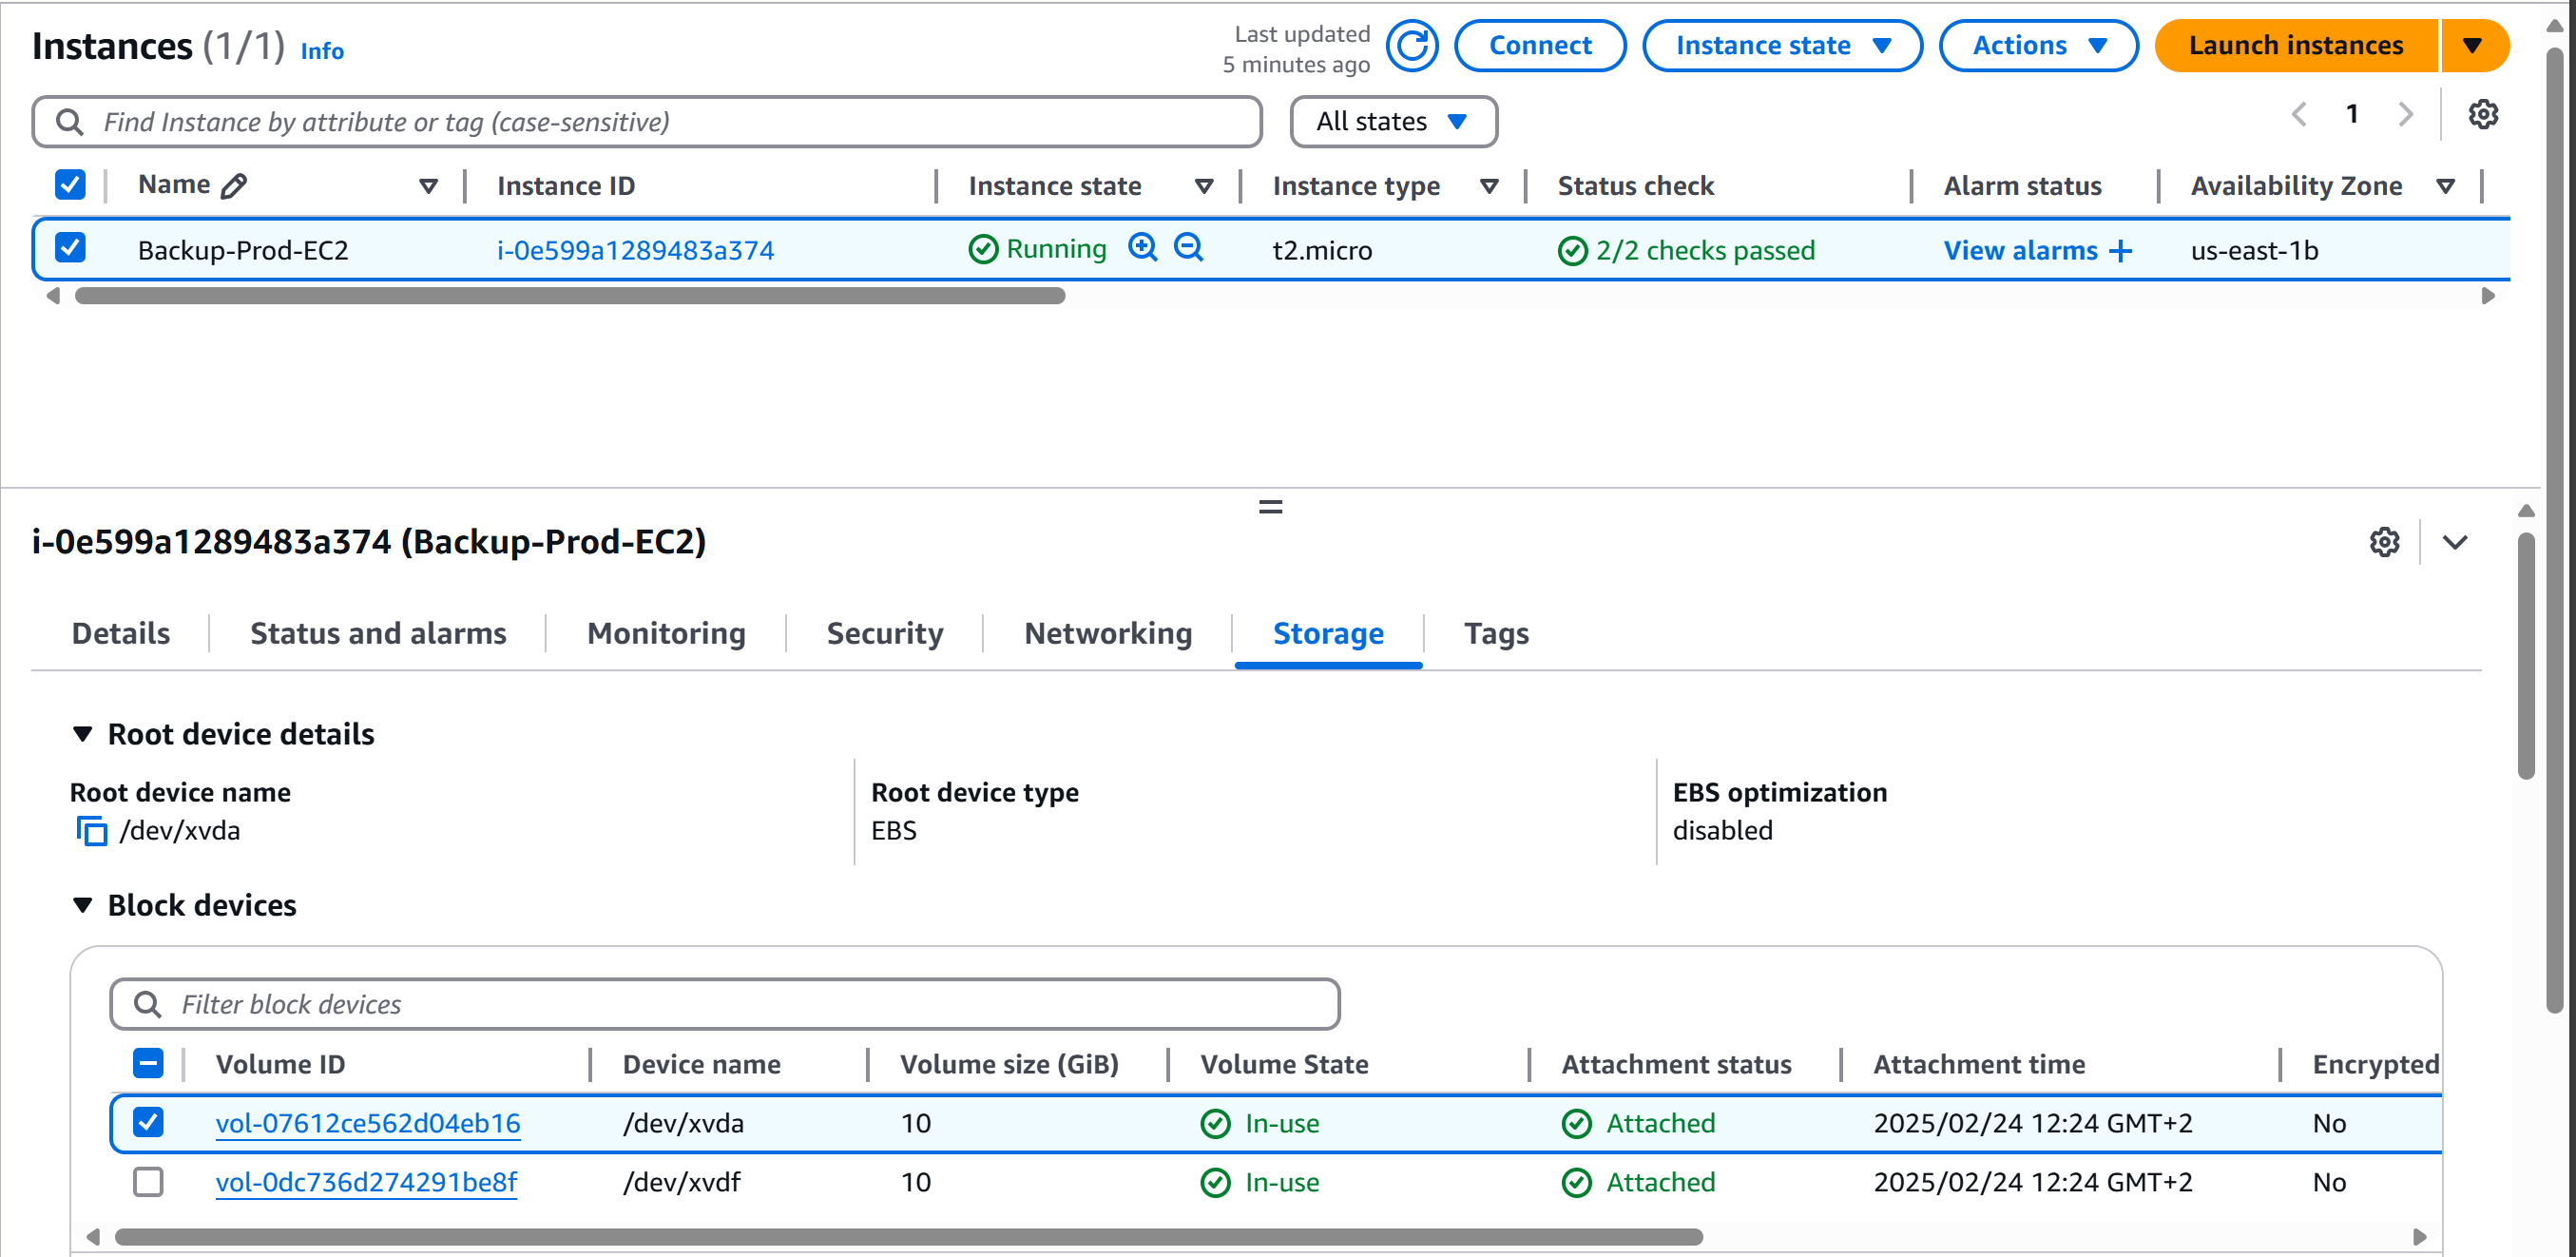 Instances (1/1) Info
Last updated
5 minutes ago
Connect
Instance state
Actions
Launch instances
Find Instance by attribute or tag (case-sensitive)
All states
1
Name Instance ID Instance state Instance type Status check Alarm status Availability Zone
Backup-Prod-EC2 i-0e599a1289483a374 Running t2.micro 2/2 checks passed View alarms + us-east-1b
i-0e599a1289483a374 (Backup-Prod-EC2)
Details Status and alarms Monitoring Security Networking Storage Tags
Root device details
Root device name
/dev/xvda
Root device type
EBS
EBS optimization
disabled
Block devices
Filter block devices
Volume ID Device name Volume size (GiB) Volume State Attachment status Attachment time Encrypted
vol-07612ce562d04eb16 /dev/xvda 10 In-use Attached 2025/02/24 12:24 GMT+2 No
vol-0dc736d274291be8f /dev/xvdf 10 In-use Attached 2025/02/24 12:24 GMT+2 No